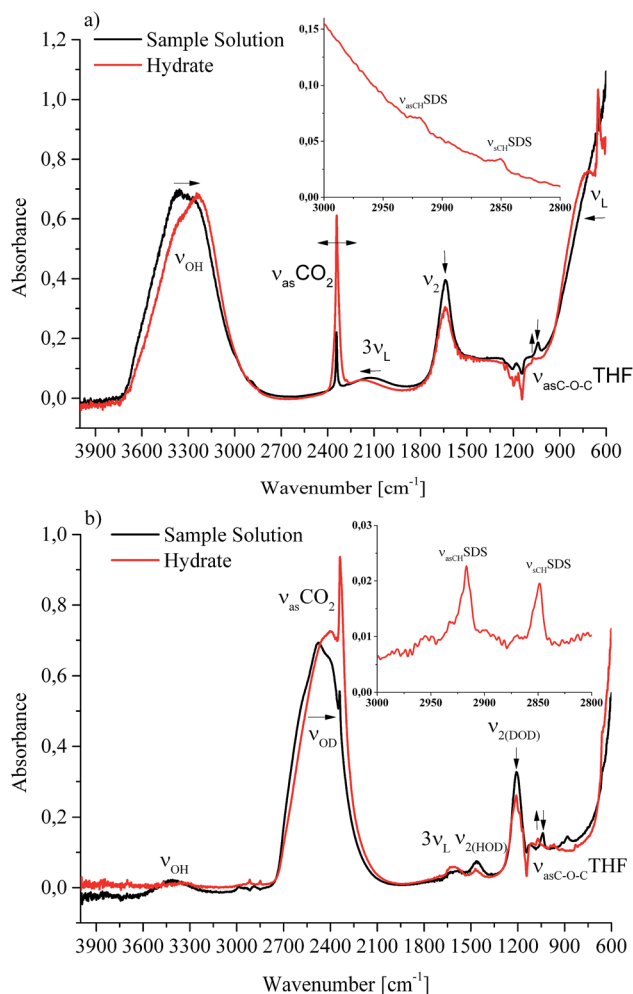 a)
Sample Solution
Hydrate
0,15
0,10
0,05
0,00
3000 2950 2900 2850 2800
νasCHSDS
νsCHSDS
1,2
1,0
0,8
0,6
0,4
0,2
0,0
Absorbance
νOH
νasCO2
3νL
ν2
νL
νasC-O-CTHF
3900 3600 3300 3000 2700 2400 2100 1800 1500 1200 900 600
Wavenumber [cm-1]
b)
Sample Solution
Hydrate
0,03
0,02
0,01
0,00
3000 2950 2900 2850 2800
νasCHSDS
νsCHSDS
1,0
0,8
0,6
0,4
0,2
0,0
Absorbance
νasCO2
νOD
ν2(DOD)
νOH
3νL ν2(HOD)
νasC-O-CTHF
3900 3600 3300 3000 2700 2400 2100 1800 1500 1200 900 600
Wavenumber [cm-1]